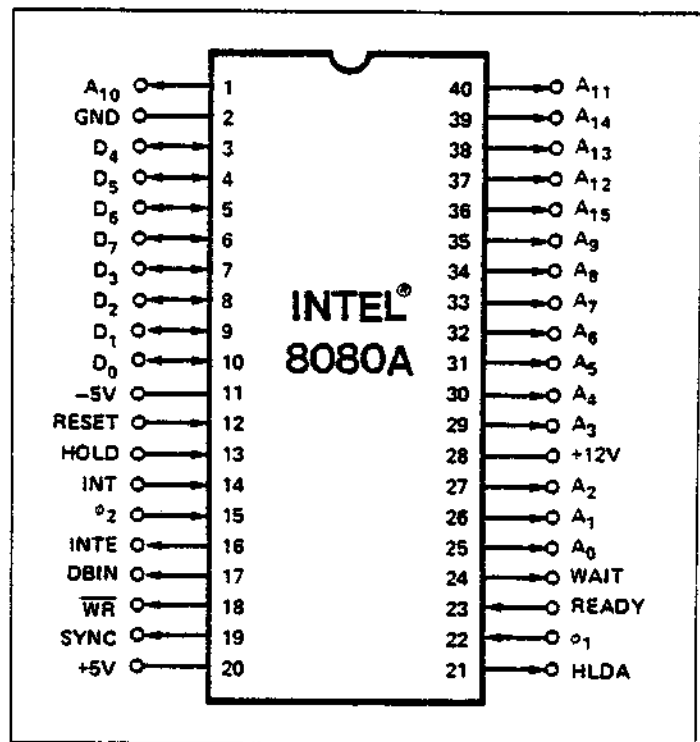 A10 1 40 A11
GND 2 39 A14
D4 3 38 A13
D5 4 37 A12
D6 5 36 A15
D7 6 35 A9
D3 7 34 A8
D2 8 33 A7
D1 9 32 A6
D0 10 31 A5
INTEL®
8080A
-5V 11 30 A4
RESET 12 29 A3
HOLD 13 28 +12V
INT 14 27 A2
ø2 15 26 A1
INTE 16 25 A0
DBIN 17 24 WAIT
W̅R̅ 18 23 READY
SYNC 19 22 ø1
+5V 20 21 HLDA